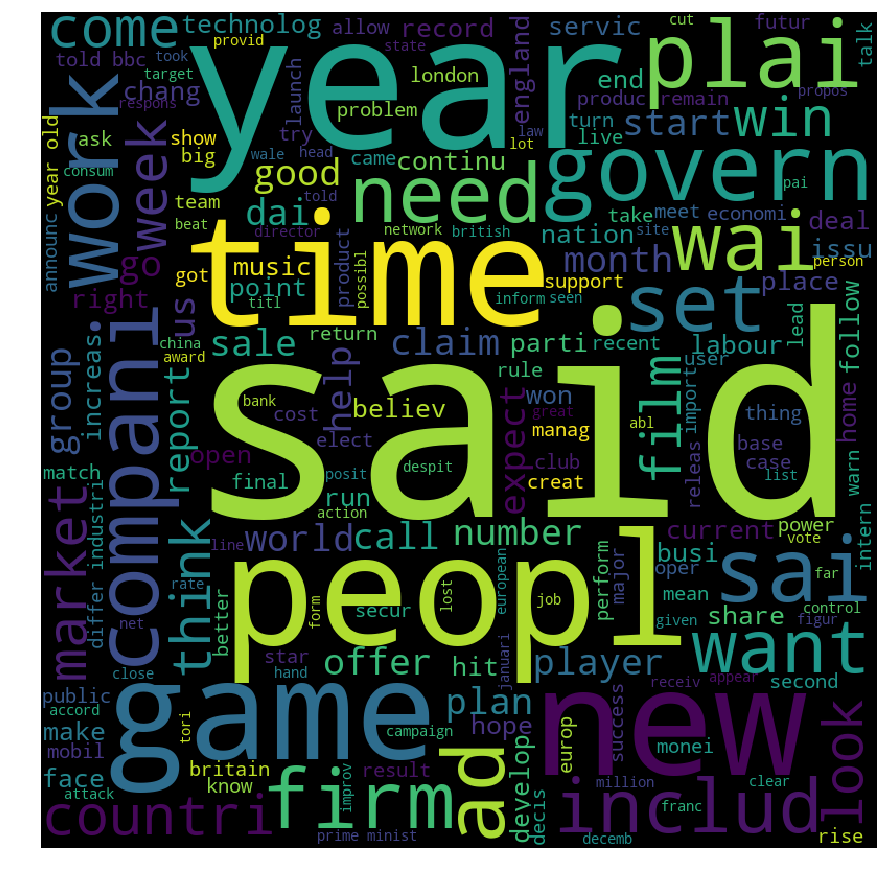 come
technolog
allow
record
servic
cut
futur
year
plai
talk
told bbc
took
provid
state
target
respons
launch
london
england
end
produc
remain
propos
work
chang
problem
try
turn
start
win
year old
ask
show
law
live
govern
consum
big
wale
head
lot
came
continu
week
good
need
pai
team
told
take
meet
economi
beat
dai
director
network
british
nation
site
deal
announc
time
wai
issu
go
got
music
product
possibl
month
support
place
person
right
us
point
titl
inform
seen
set
follow
lead
compani
said
china
sale
return
claim
parti
recent
labour
user
group
increas
award
report
help
rule
film
import
home
bank
cost
believ
won
great
abl
thing
expect
manag
base
open
elect
club
case
releas
warn
match
final
posit
despit
creat
list
industri
run
action
market
think
line
world
call
number
current
power
intern
differ
peopl
european
perform
major
busi
oper
vote
far
sai
rate
form
lost
job
mean
net
better
secur
share
given
control
figur
want
star
januari
close
hand
offer
hit
player
receiv
appear
second
public
game
plan
new
success
look
accord
tori
campaign
hope
make
ad
europ
monei
mobil
face
britain
result
develop
attack
know
improv
million
clear
countri
firm
decis
includ
franc
prime minist
decemb
rise